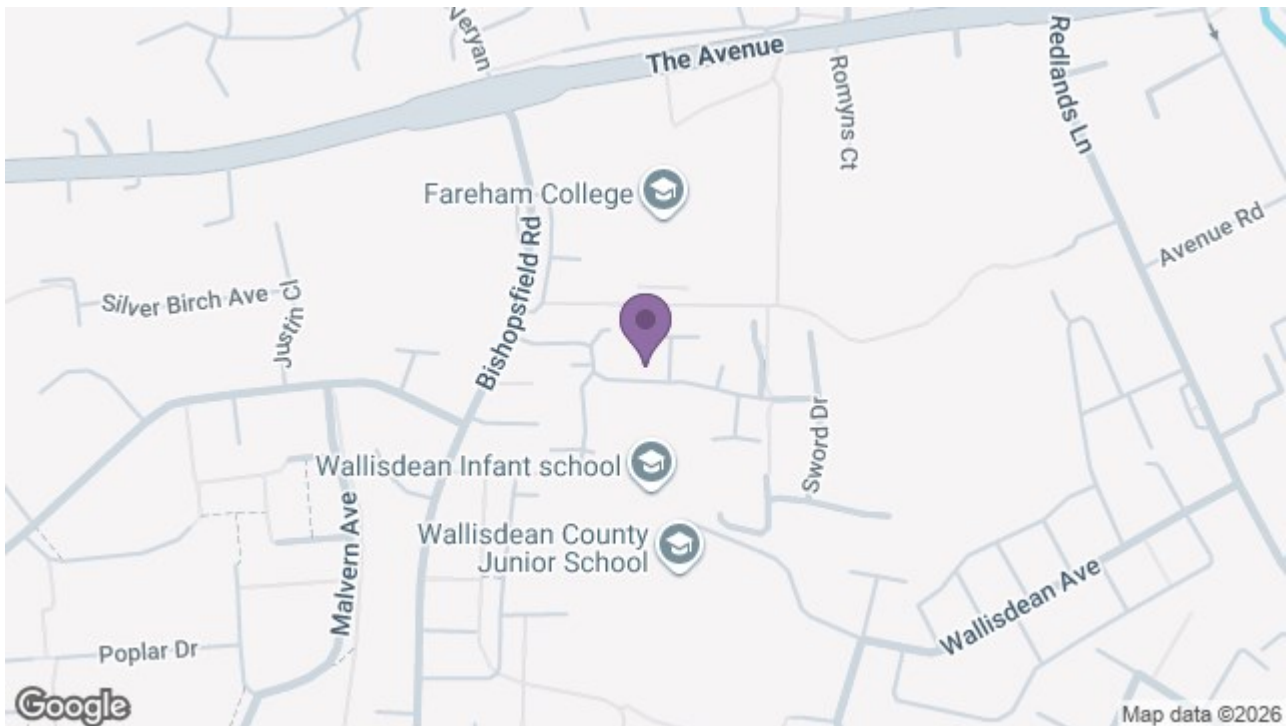 Neryan
The Avenue
Romyns Ct
Redlands Ln
Fareham College
Avenue Rd
Bishopsfield Rd
Silver Birch Ave
Justin Cl
Sword Dr
Wallisdean Infant school
Malvern Ave
Wallisdean County
Junior School
Wallisdean Ave
Poplar Dr
Google
Map data ©2026